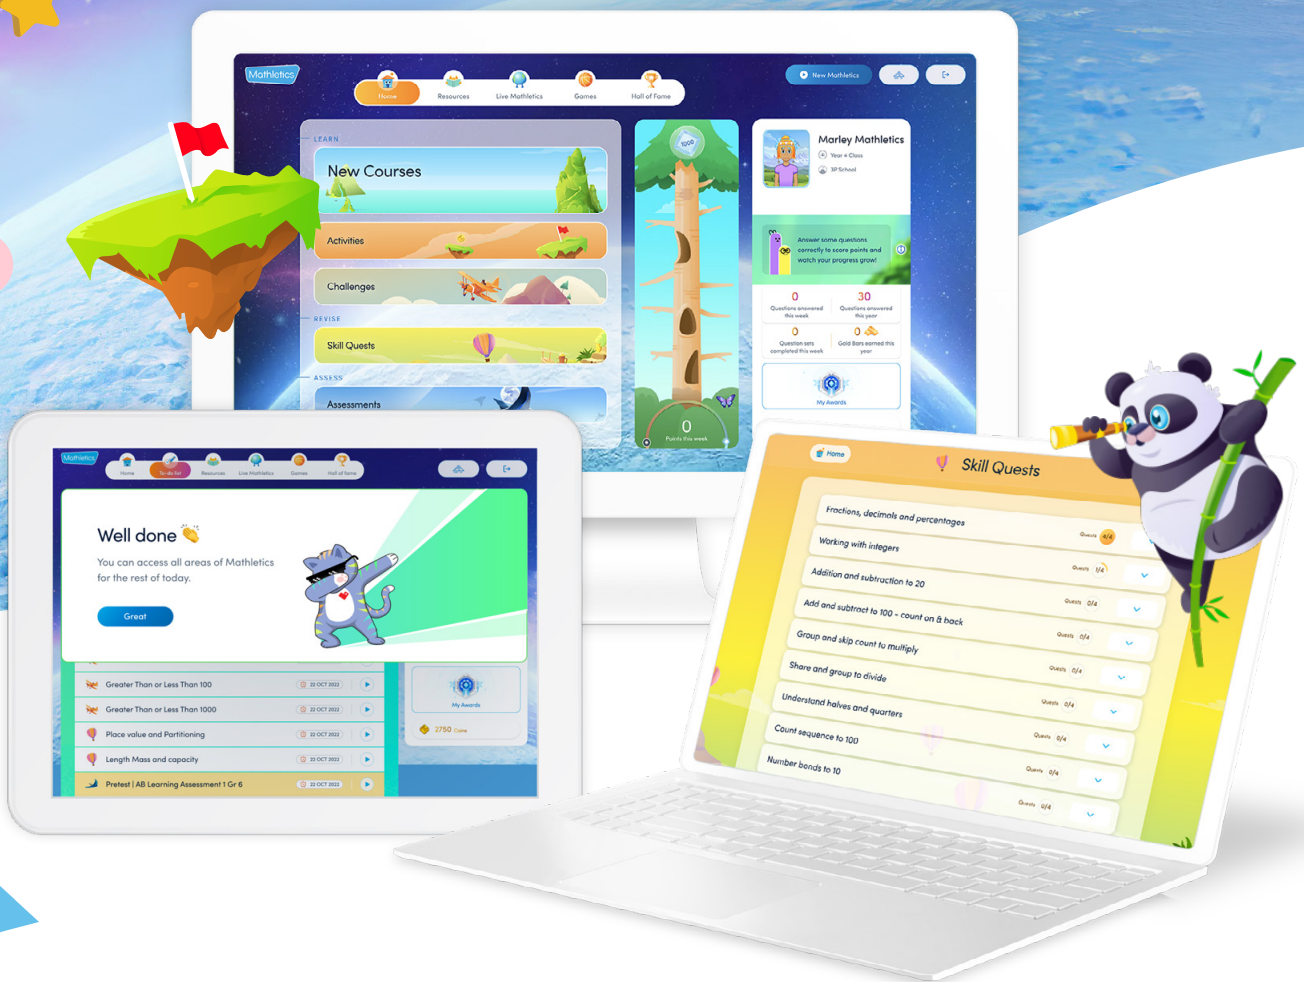 Mathletics
Home
Resources
Live Mathletics
Games
Hall of Fame
New Mathletics
LEARN
New Courses
Activities
Challenges
REVISE
Skill Quests
ASSESS
Assessments
1000
0
Points this week
Marley Mathletics
Year 4 Class
3P School
Answer some questions
correctly to score points and
watch your progress grow!
0
Questions answered
this week
30
Questions answered
this year
0
Question sets
completed this week
0
Gold Bars earned this
year
My Awards
Mathletics
Home
To-do list
Resources
Live Mathletics
Games
Hall of fame
Well done
You can access all areas of Mathletics
for the rest of today.
Great
Greater Than or Less Than 100
22 OCT 2022
Greater Than or Less Than 1000
22 OCT 2022
Place value and Partitioning
22 OCT 2022
Length Mass and capacity
22 OCT 2022
Pretest | AB Learning Assessment 1 Gr 6
22 OCT 2022
My Awards
2750 Coins
Home
Skill Quests
Fractions, decimals and percentages
Quests 4/4
Working with integers
Quests 1/4
Addition and subtraction to 20
Quests 0/4
Add and subtract to 100 - count on & back
Quests 0/4
Group and skip count to multiply
Quests 0/4
Share and group to divide
Quests 0/4
Understand halves and quarters
Quests 0/4
Count sequence to 100
Quests 0/4
Number bonds to 10
Quests 0/4